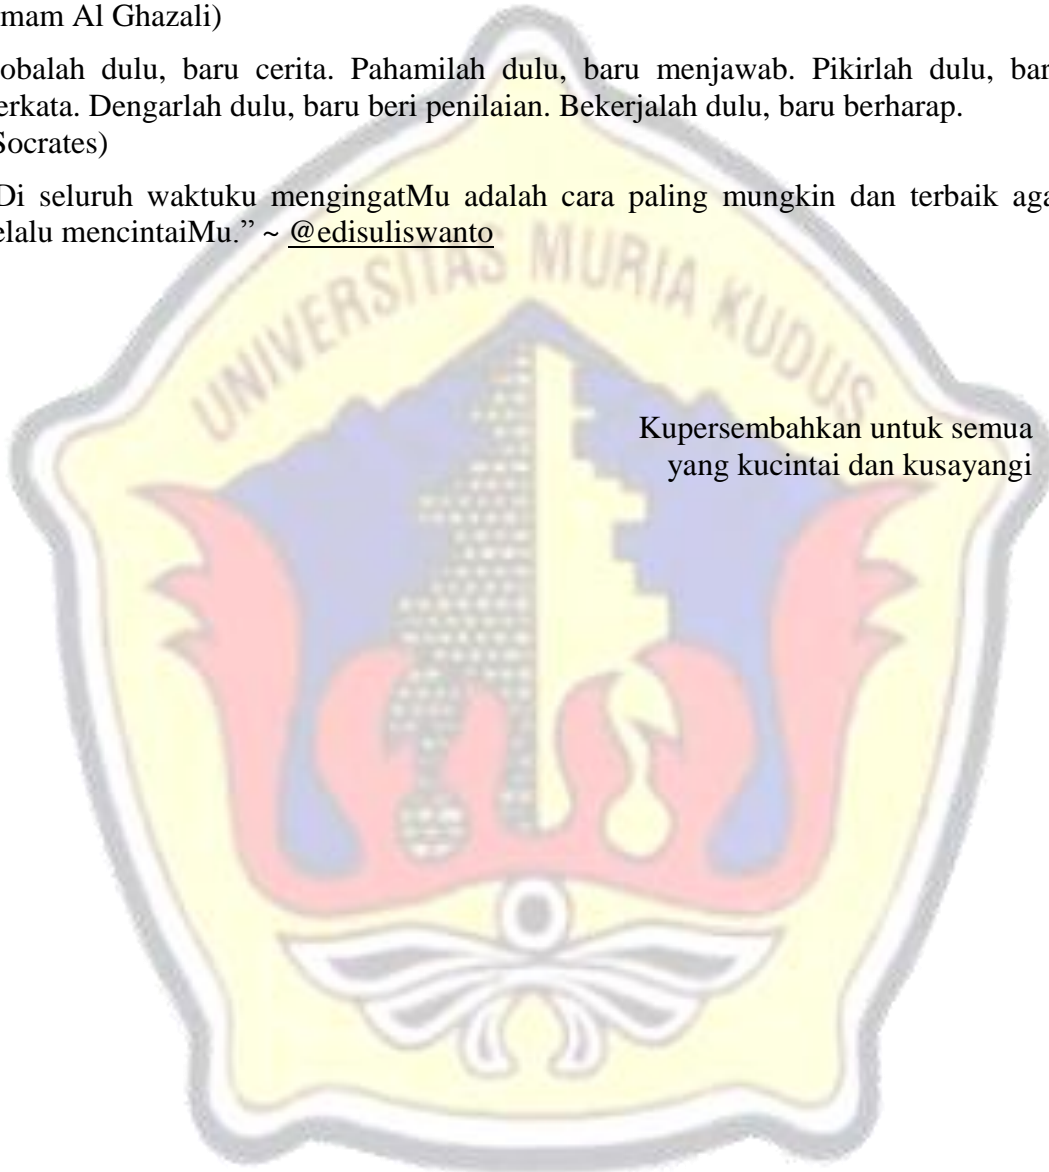 mam Al Ghazali)
obalah dulu, baru cerita. Pahamilah dulu, baru menjawab. Pikirlah dulu, bar
erkata. Dengarlah dulu, baru beri penilaian. Bekerjalah dulu, baru berharap.
Socrates)
Di seluruh waktuku mengingatMu adalah cara paling mungkin dan terbaik aga
elalu mencintaiMu.” ~ @edisuliswanto
UNIVERSITAS MURIA KUDUS
Kupersembahkan untuk semua
yang kucintai dan kusayangi